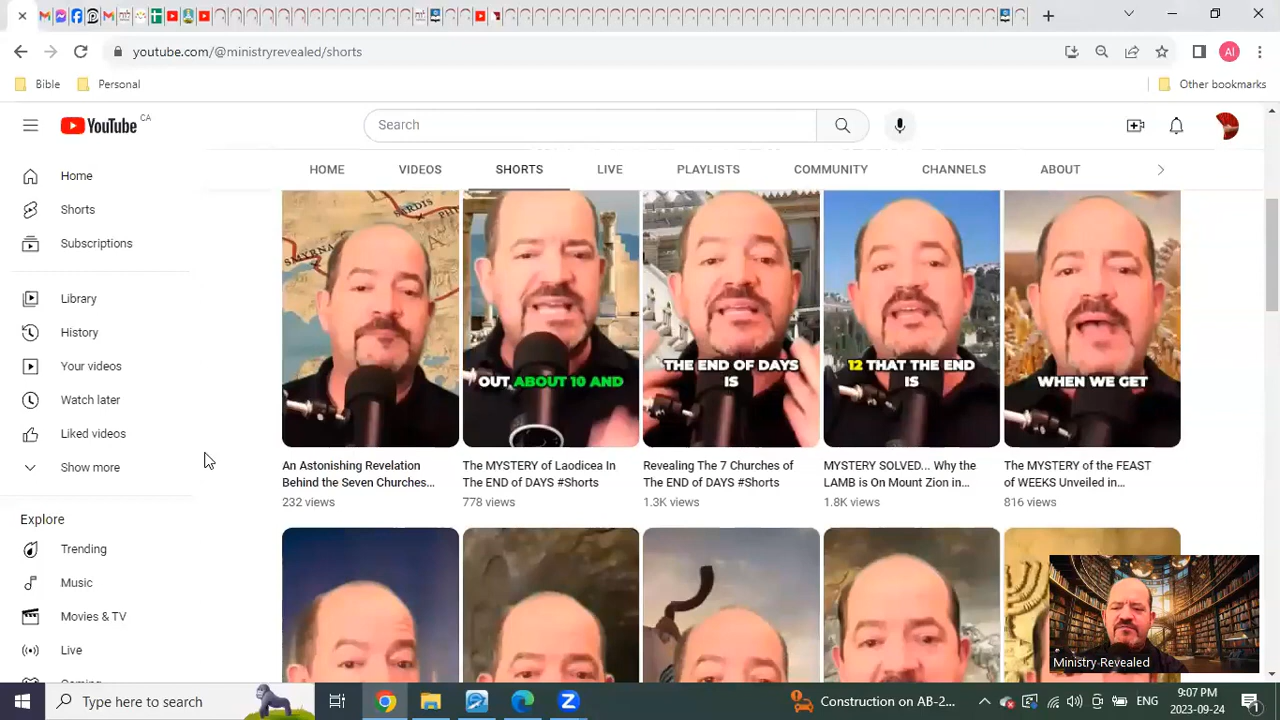 youtube.com/@ministryrevealed/shorts
Bible
Personal
Other bookmarks
AI
YouTube CA
Search
HOME
VIDEOS
SHORTS
LIVE
PLAYLISTS
COMMUNITY
CHANNELS
ABOUT
Home
Shorts
Subscriptions
Library
History
Your videos
Watch later
Liked videos
Show more
Explore
Trending
Music
Movies & TV
Live
SMYRNA
SARDIS
OUT ABOUT 10 AND
THE END OF DAYS
IS
12 THAT THE END
IS
WHEN WE GET
An Astonishing Revelation
Behind the Seven Churches...
232 views
The MYSTERY of Laodicea In
The END of DAYS #Shorts
778 views
Revealing The 7 Churches of
The END of DAYS #Shorts
1.3K views
MYSTERY SOLVED... Why the
LAMB is On Mount Zion in...
1.8K views
The MYSTERY of the FEAST
of WEEKS Unveiled in...
816 views
Ministry Revealed
Type here to search
Construction on AB-2...
ENG
9:07 PM
2023-09-24
1